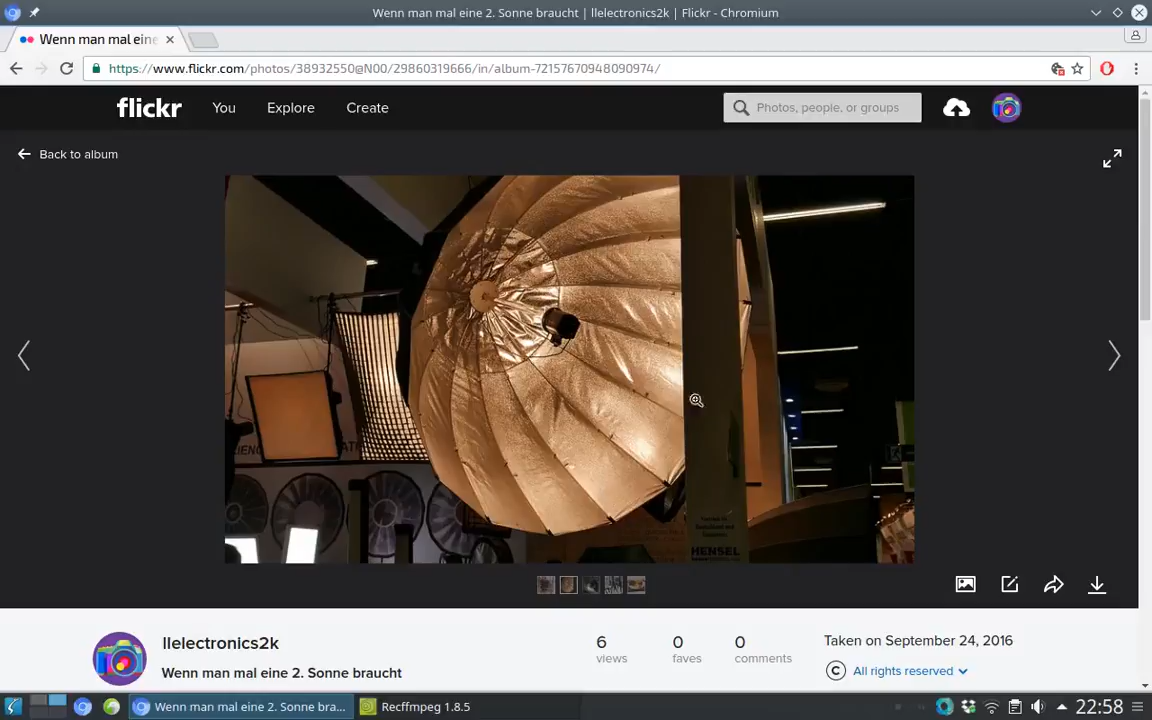 Wenn man mal eine 2. Sonne braucht | llelectronics2k | Flickr - Chromium
Wenn man mal eine
https://www.flickr.com/photos/38932550@N00/29860319666/in/album-72157670948090974/
flickr You Explore Create Photos, people, or groups
Back to album
HENSEL
llelectronics2k
Wenn man mal eine 2. Sonne braucht
6 views
0 faves
0 comments
Taken on September 24, 2016
All rights reserved
Wenn man mal eine 2. Sonne bra...
Recffmpeg 1.8.5
22:58